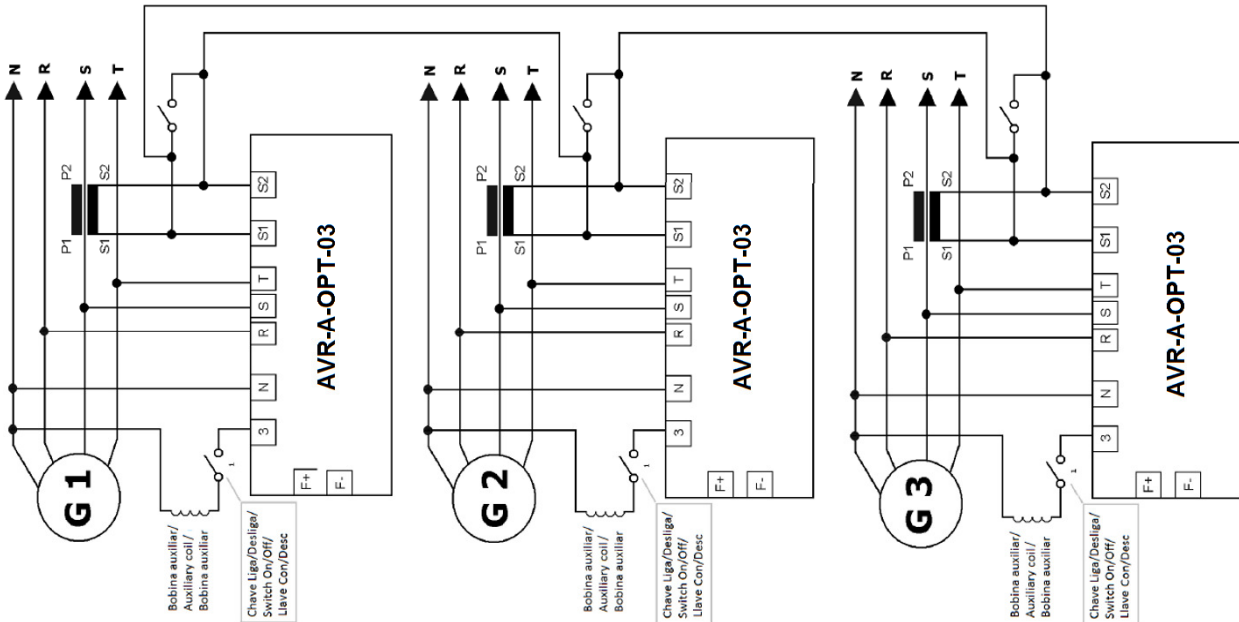 N
R
S
T
P1
P2
S1
S2
S2
S1
T
S
R
N
3
F+
F-
AVR-A-OPT-03
G 1
1
Bobina auxiliar/
Auxiliary coil /
Bobina auxiliar
Chave Liga/Desliga/
Switch On/Off/
Llave Con/Desc
N
R
S
T
P1
P2
S1
S2
S2
S1
T
S
R
N
3
F+
F-
AVR-A-OPT-03
G 2
1
Bobina auxiliar/
Auxiliary coil /
Bobina auxiliar
Chave Liga/Desliga/
Switch On/Off/
Llave Con/Desc
N
R
S
T
P1
P2
S1
S2
S2
S1
T
S
R
N
3
F+
F-
AVR-A-OPT-03
G 3
1
Bobina auxiliar/
Auxiliary coil /
Bobina auxiliar
Chave Liga/Desliga/
Switch On/Off/
Llave Con/Desc